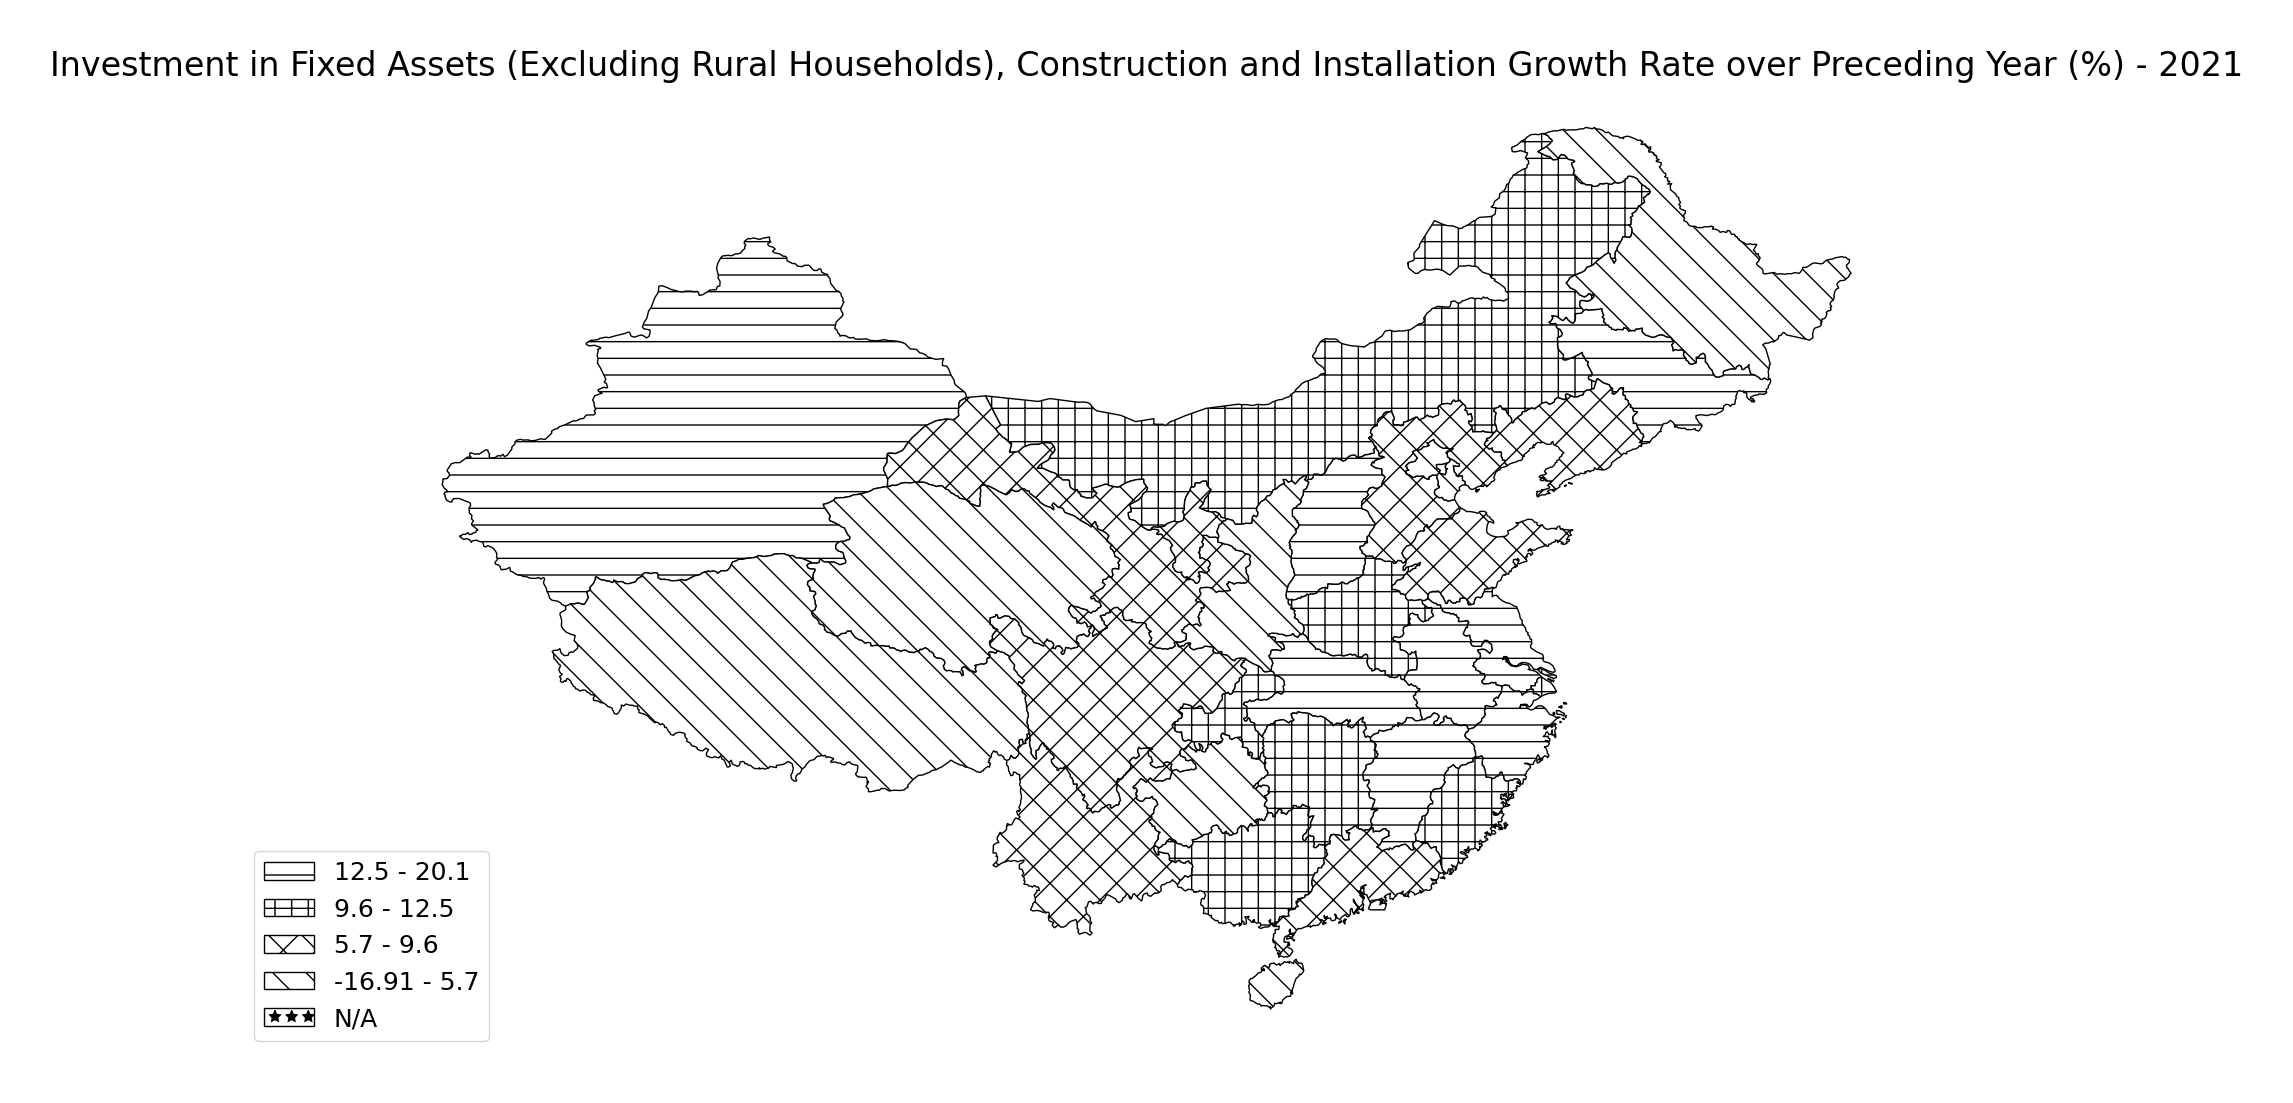 Investment in Fixed Assets (Excluding Rural Households), Construction and Installation Growth Rate over Preceding Year (%) - 2021
12.5 - 20.1
9.6 - 12.5
5.7 - 9.6
-16.91 - 5.7
N/A